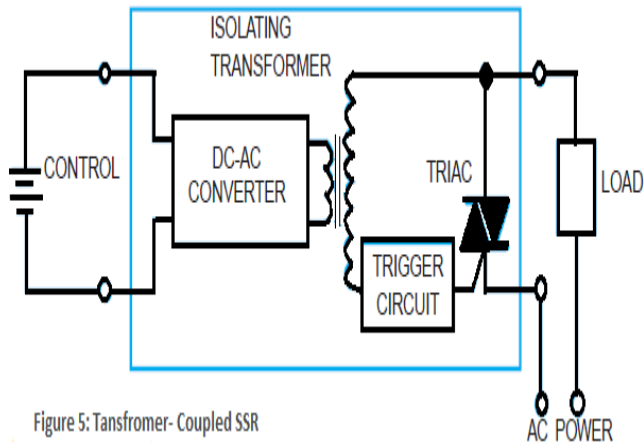 ISOLATING
TRANSFORMER
CONTROL
DC-AC
CONVERTER
TRIAC
LOAD
TRIGGER
CIRCUIT
Figure 5: Tansfromer- Coupled SSR
AC POWER